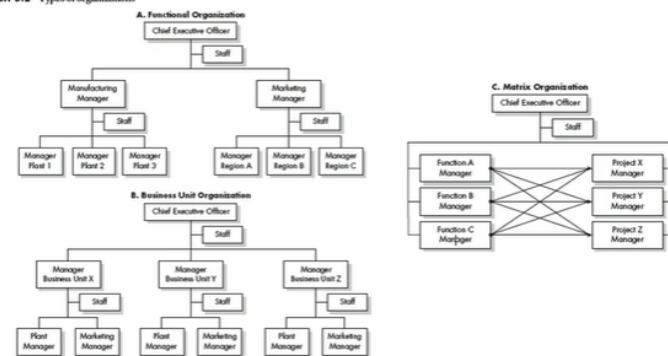 Types of organizations
A. Functional Organization
Chief Executive Officer
Staff
Manufacturing
Manager
Marketing
Manager
Staff
Staff
Manager
Plant 1
Manager
Plant 2
Manager
Plant 3
Manager
Region A
Manager
Region B
Manager
Region C
B. Business Unit Organization
Chief Executive Officer
Staff
Manager
Business Unit X
Manager
Business Unit Y
Manager
Business Unit Z
Staff
Staff
Staff
Plant
Manager
Marketing
Manager
Plant
Manager
Marketing
Manager
Plant
Manager
Marketing
Manager
C. Matrix Organization
Chief Executive Officer
Staff
Function A
Manager
Project X
Manager
Function B
Manager
Project Y
Manager
Function C
Manager
Project Z
Manager